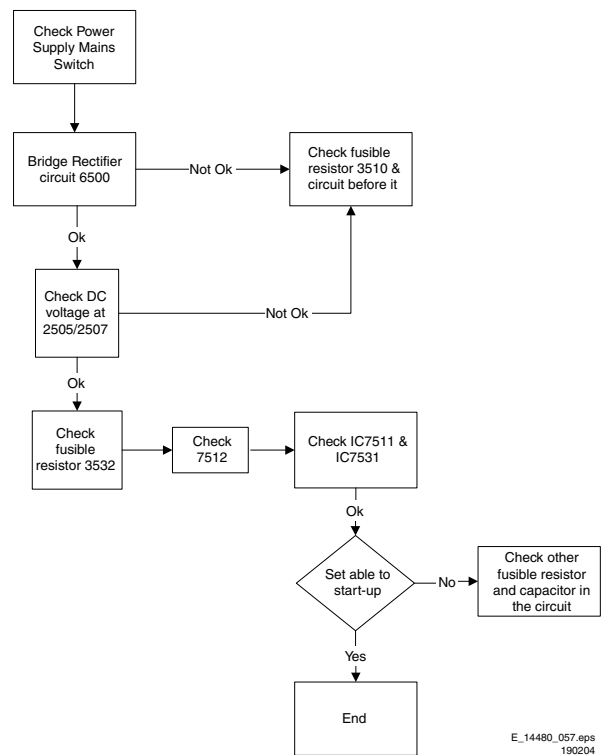 Check Power
Supply Mains
Switch
Bridge Rectifier
circuit 6500
Not Ok
Check fusible
resistor 3510 &
circuit before it
Ok
Check DC
voltage at
2505/2507
Not Ok
Ok
Check
fusible
resistor 3532
Check
7512
Check IC7511 &
IC7531
Ok
Set able to
start-up
No
Check other
fusible resistor
and capacitor in
the circuit
Yes
End
E_14480_057.eps
190204